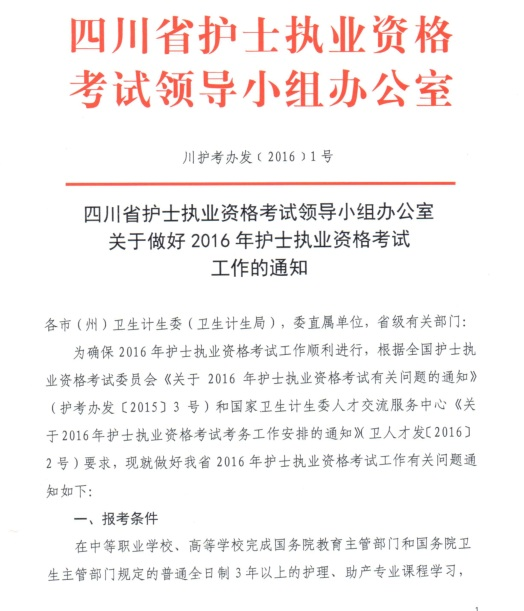 四川省护士执业资格
考试领导小组办公室
川护考办发〔2016〕1号
四川省护士执业资格考试领导小组办公室
关于做好2016年护士执业资格考试
工作的通知
各市（州）卫生计生委（卫生计生局），委直属单位，省级有关部门：
为确保2016年护士执业资格考试工作顺利进行，根据全国护士执
业资格考试委员会《关于 2016 年护士执业资格考试有关问题的通知》
（护考办发〔2015〕3 号）和国家卫生计生委人才交流服务中心《关
于2016年护士执业资格考试考务工作安排的通知》（卫人才发〔2016〕
2号）要求，现就做好我省2016年护士执业资格考试工作有关问题通
知如下：
一、报考条件
在中等职业学校、高等学校完成国务院教育主管部门和国务院卫
生主管部门规定的普通全日制3年以上的护理、助产专业课程学习，
1